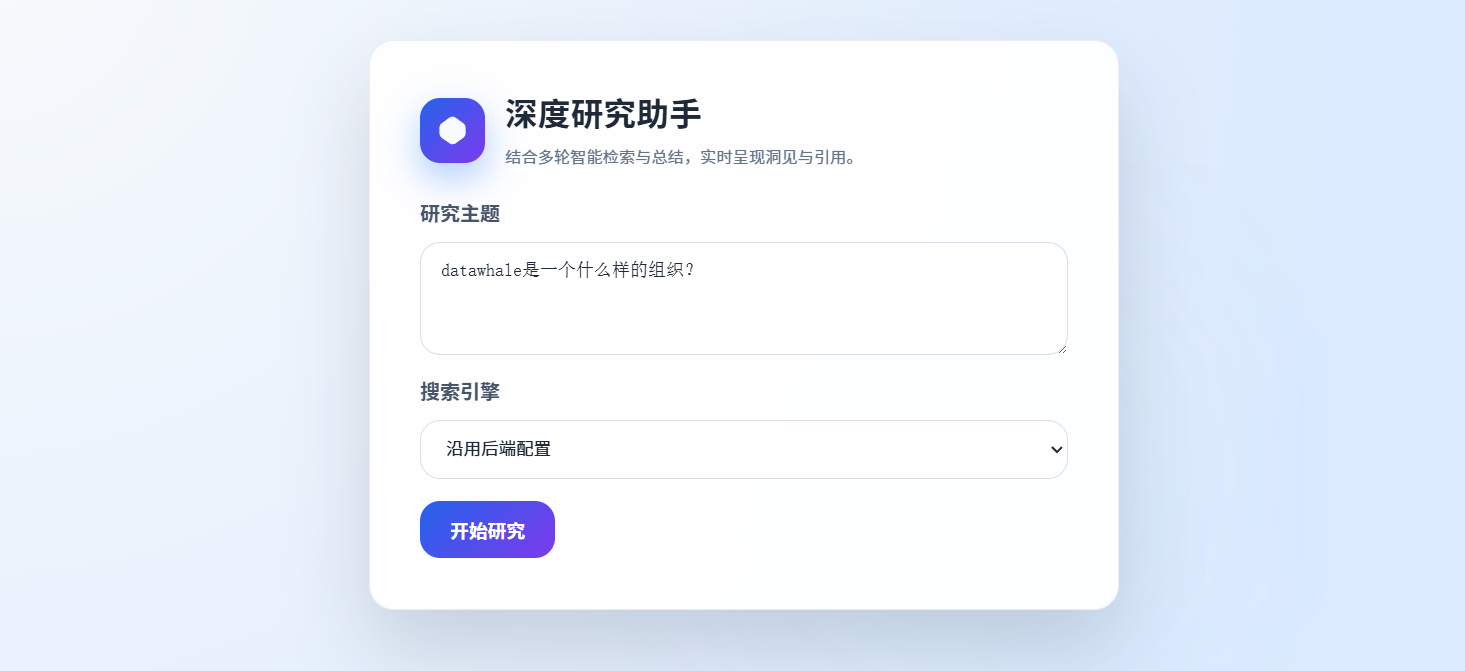 深度研究助手
结合多轮智能检索与总结，实时呈现洞见与引用。
研究主题
datawhale是一个什么样的组织？
搜索引擎
沿用后端配置
开始研究